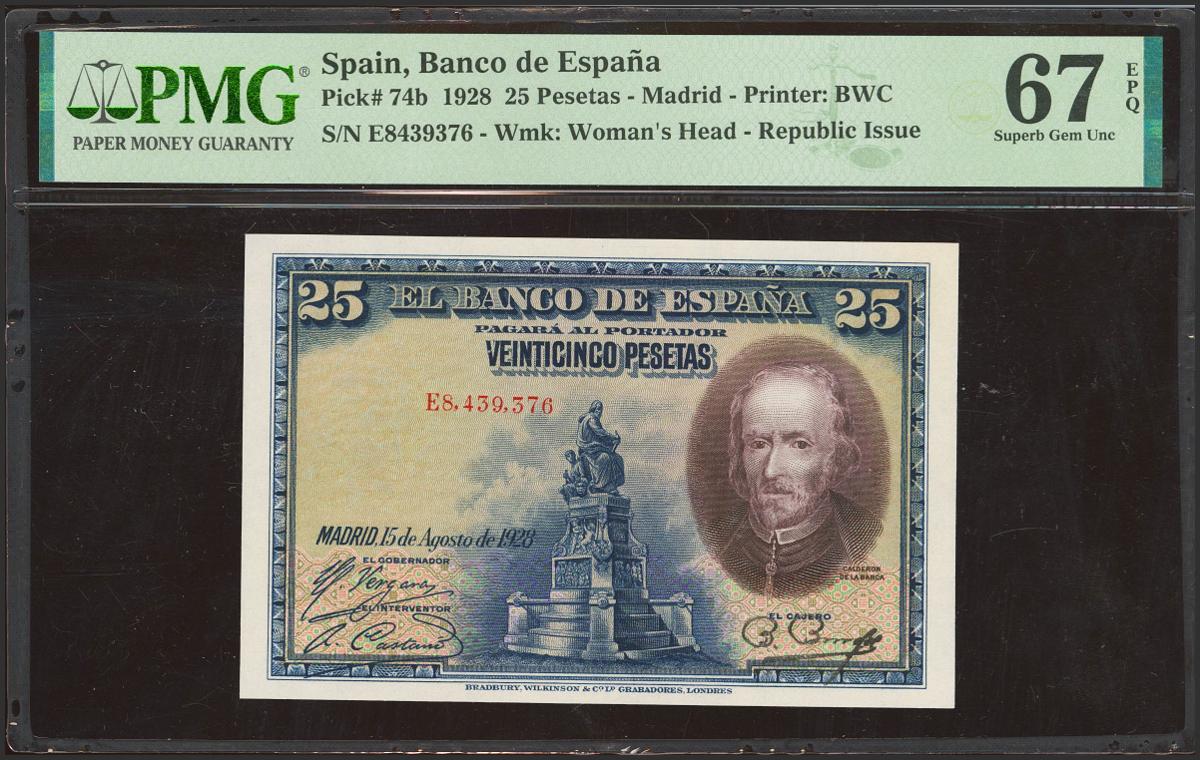 PMG®
PAPER MONEY GUARANTY
Spain, Banco de España
Pick# 74b 1928 25 Pesetas - Madrid - Printer: BWC
S/N E8439376 - Wmk: Woman's Head - Republic Issue
67
EPQ
Superb Gem Unc
25 EL BANCO DE ESPAÑA 25
PAGARÁ AL PORTADOR
VEINTICINCO PESETAS
E8,439,376
MADRID, 15 de Agosto de 1928
EL GOBERNADOR
CALDERON
DE LA BARCA
EL INTERVENTOR
EL CAJERO
25
25
BRADBURY, WILKINSON & Cº Lº GRABADORES, LONDRES